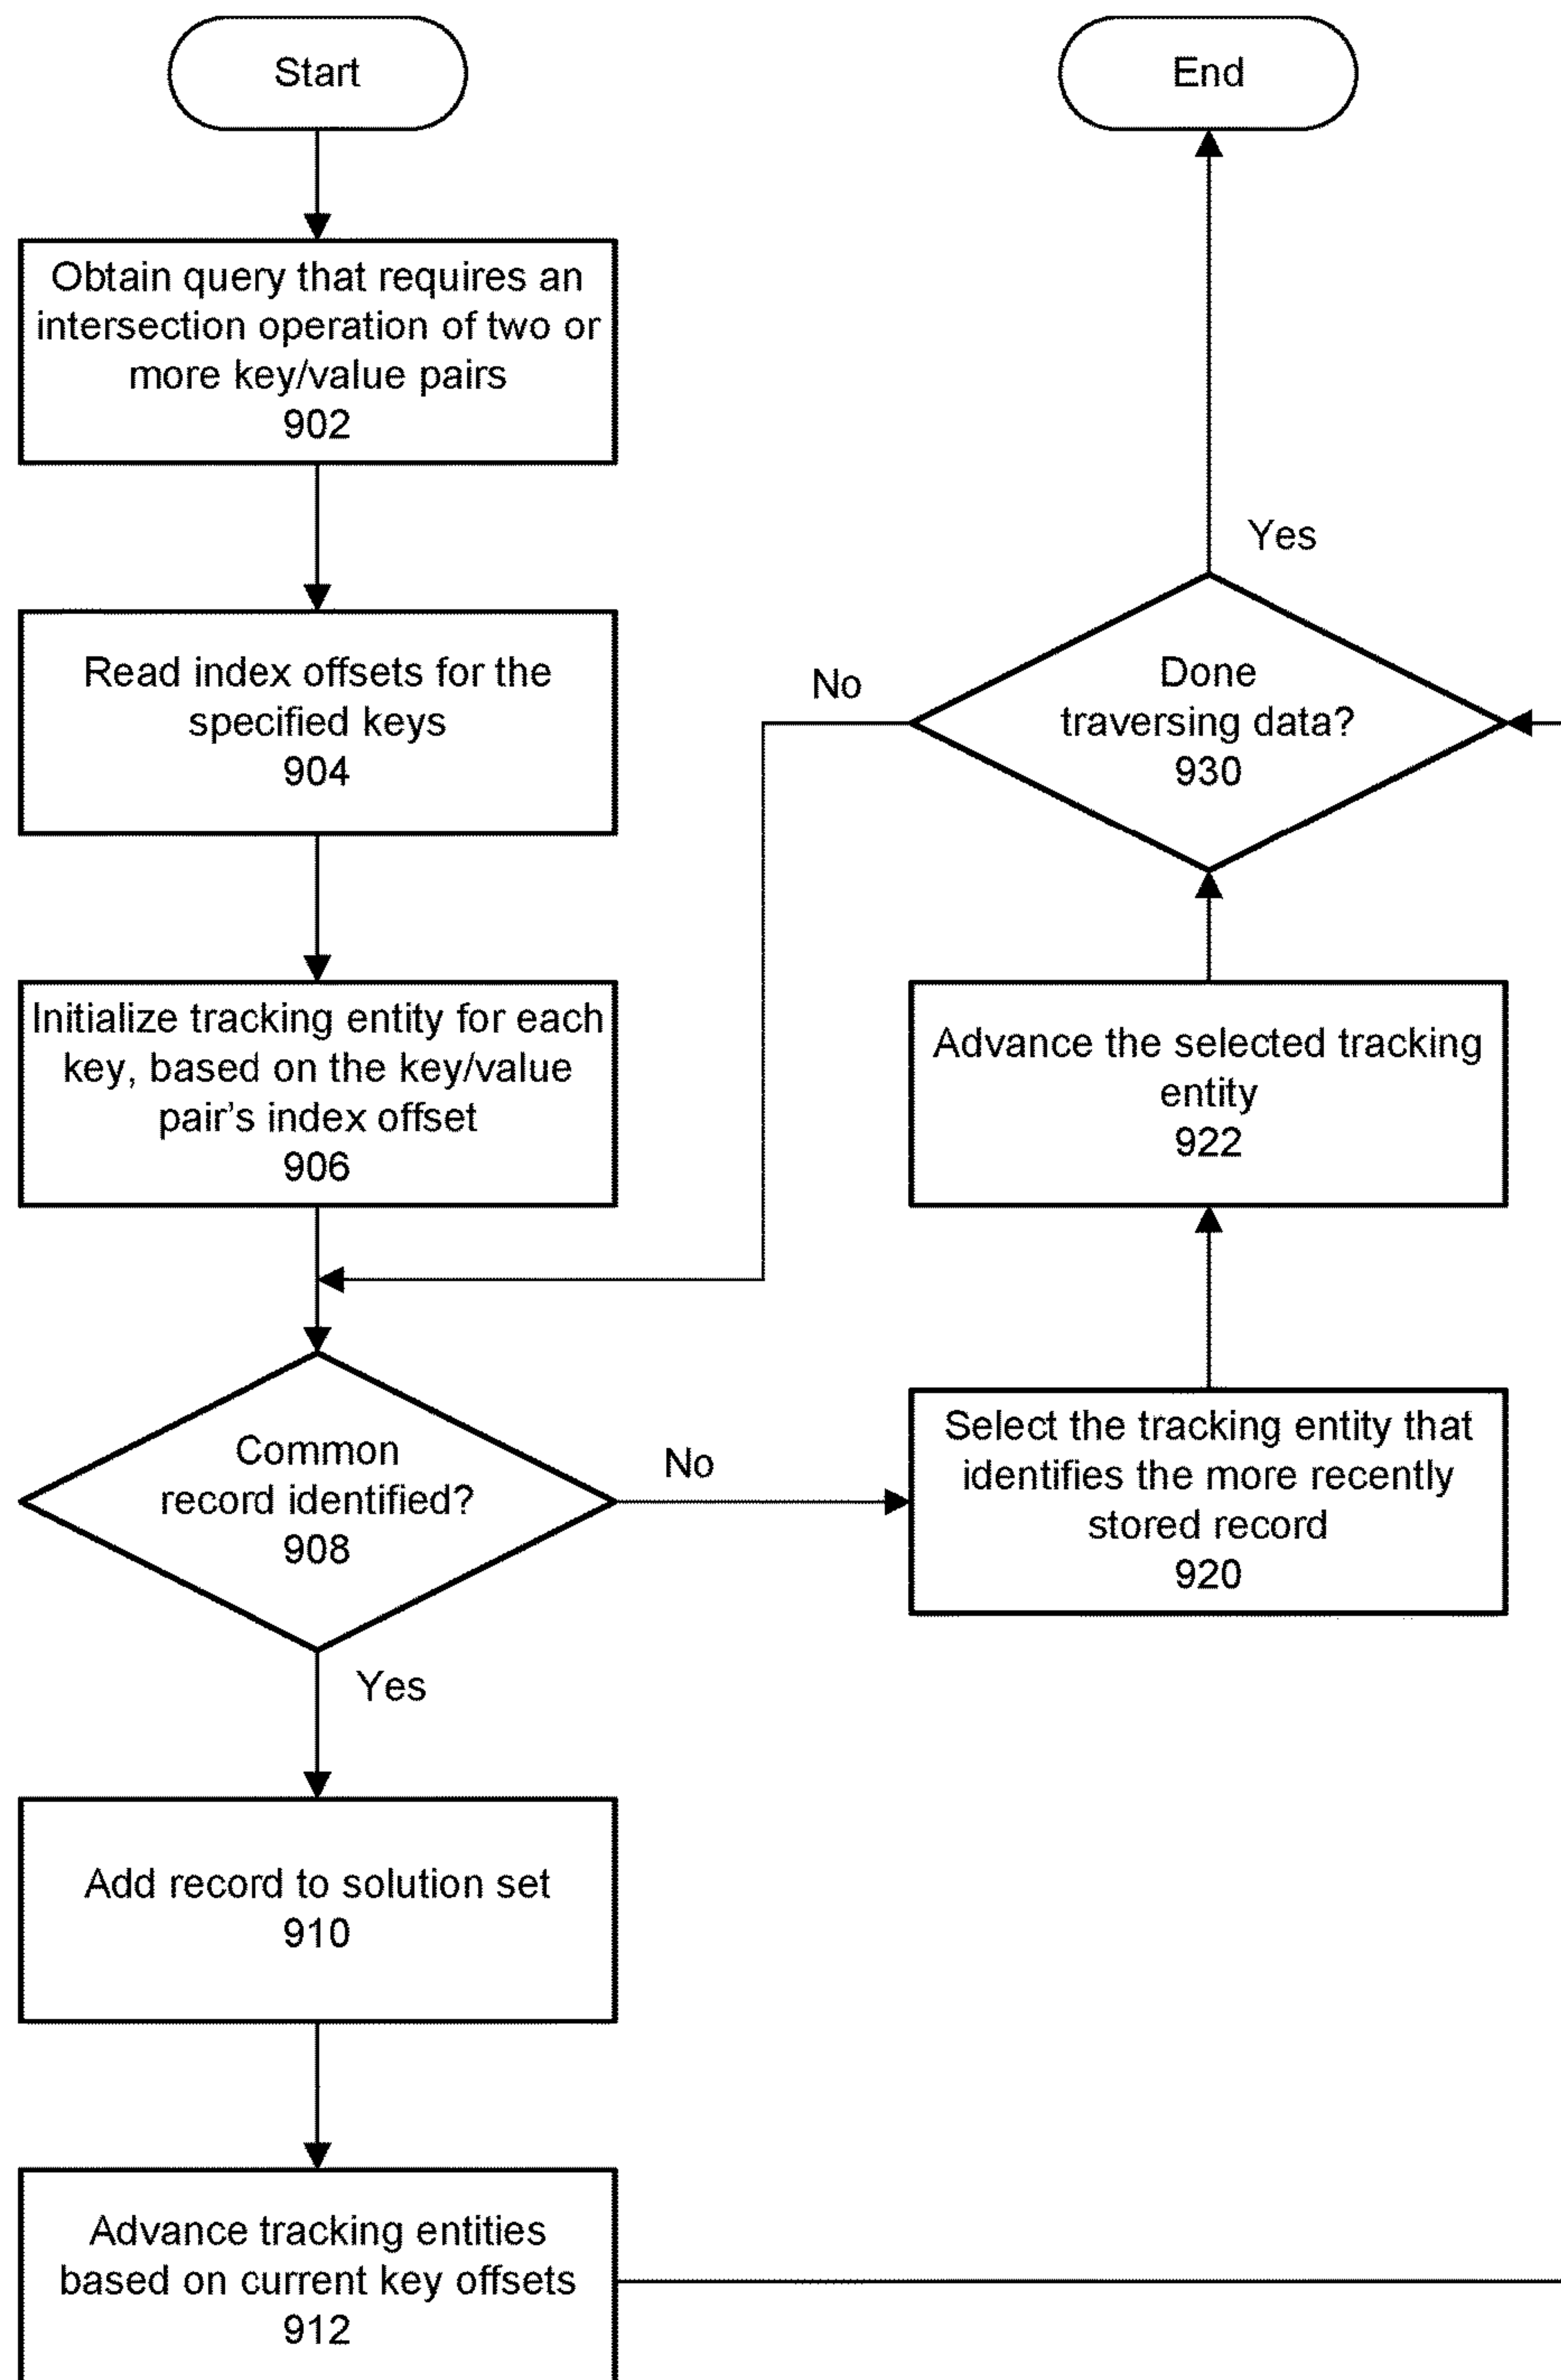 Start
Obtain query that requires an
intersection operation of two or
more key/value pairs
902
Read index offsets for the
specified keys
904
Initialize tracking entity for each
key, based on the key/value
pair's index offset
906
Common
record identified?
908
No
Yes
Add record to solution set
910
Advance tracking entities
based on current key offsets
912
End
Yes
No
Done
traversing data?
930
Advance the selected tracking
entity
922
Select the tracking entity that
identifies the more recently
stored record
920